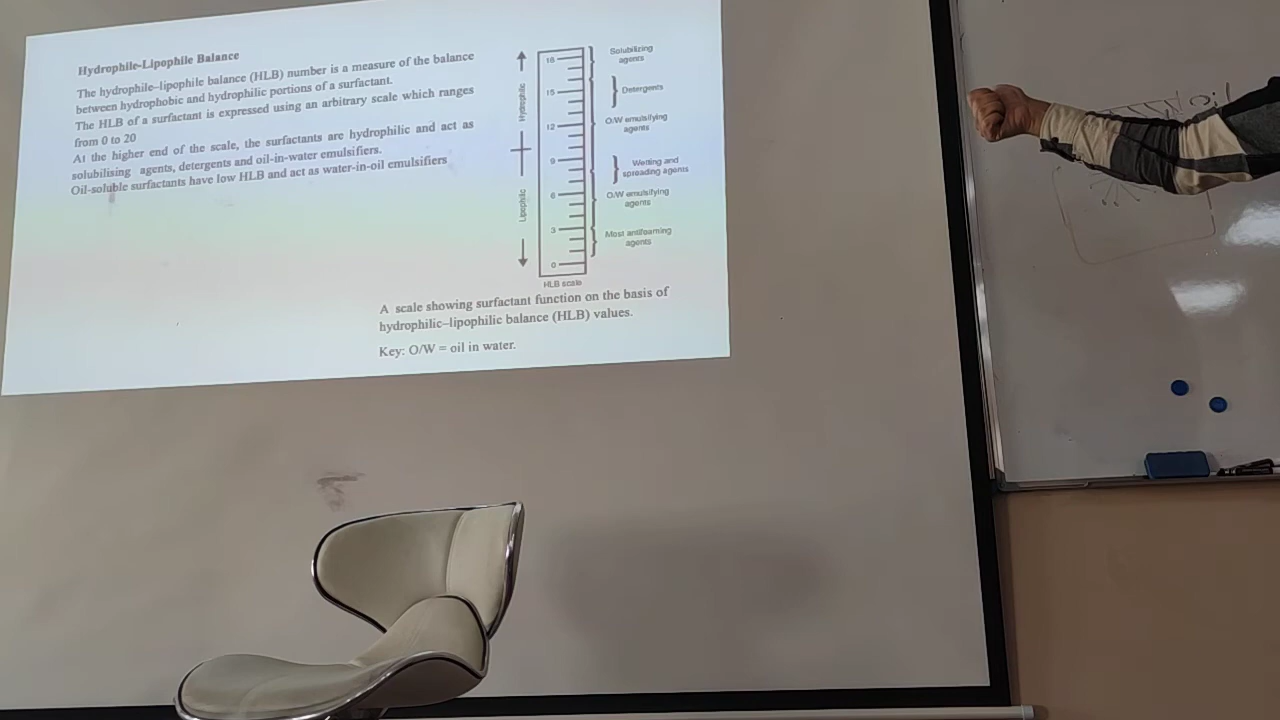 Hydrophile-Lipophile Balance
The hydrophile–lipophile balance (HLB) number is a measure of the balance
between hydrophobic and hydrophilic portions of a surfactant.
The HLB of a surfactant is expressed using an arbitrary scale which ranges
from 0 to 20
At the higher end of the scale, the surfactants are hydrophilic and act as
solubilising agents, detergents and oil-in-water emulsifiers.
Oil-soluble surfactants have low HLB and act as water-in-oil emulsifiers
Hydrophilic
Lipophilic
18
15
12
9
6
3
0
HLB scale
Solubilizing
agents
Detergents
O/W emulsifying
agents
Wetting and
spreading agents
O/W emulsifying
agents
Most antifoaming
agents
A scale showing surfactant function on the basis of
hydrophilic–lipophilic balance (HLB) values.
Key: O/W = oil in water.